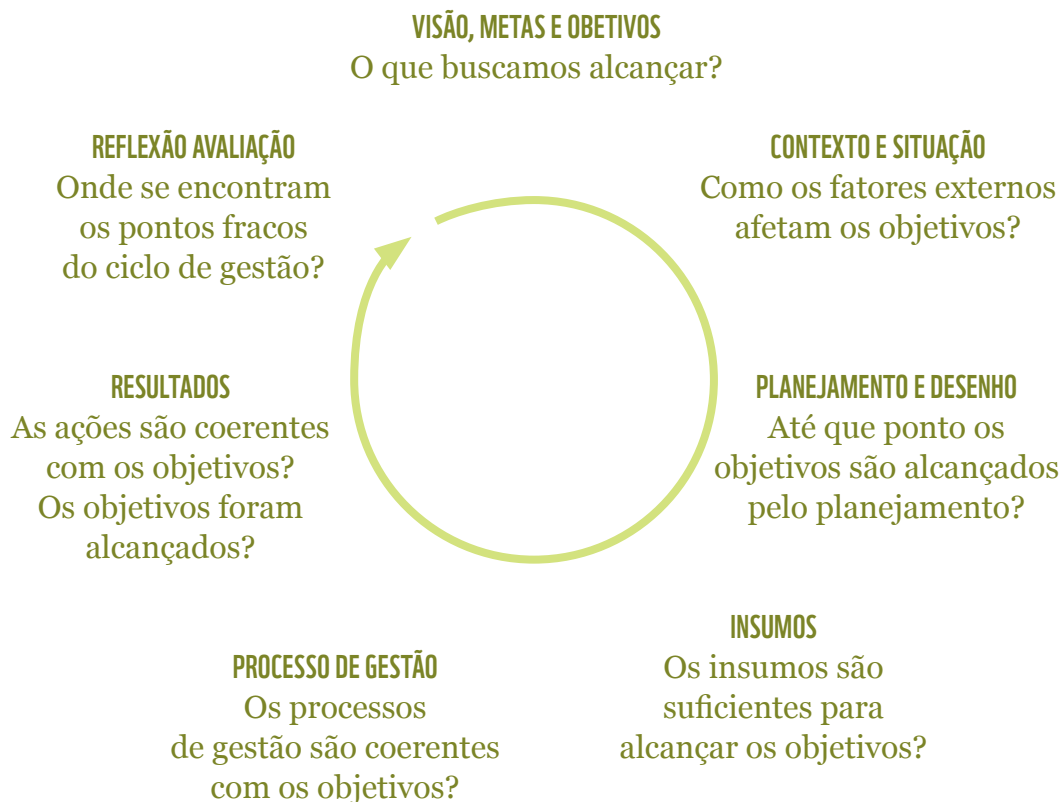 VISÃO, METAS E OBETIVOS
O que buscamos alcançar?
CONTEXTO E SITUAÇÃO
Como os fatores externos
afetam os objetivos?
PLANEJAMENTO E DESENHO
Até que ponto os
objetivos são alcançados
pelo planejamento?
INSUMOS
Os insumos são
suficientes para
alcançar os objetivos?
PROCESSO DE GESTÃO
Os processos
de gestão são coerentes
com os objetivos?
RESULTADOS
As ações são coerentes
com os objetivos?
Os objetivos foram
alcançados?
REFLEXÃO AVALIAÇÃO
Onde se encontram
os pontos fracos
do ciclo de gestão?